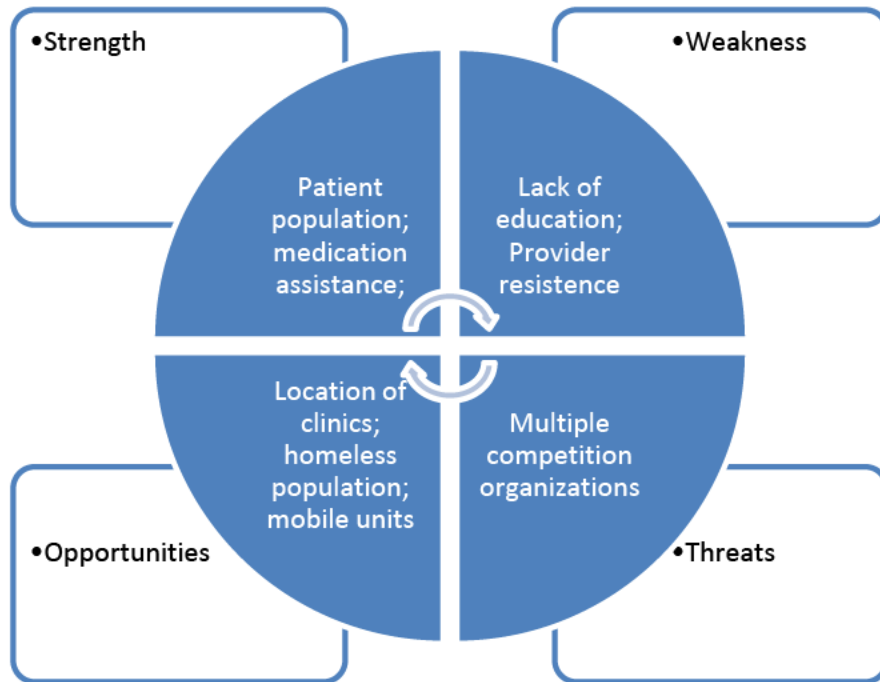 •Strength
Patient
population;
medication
assistance;
•Weakness
Lack of
education;
Provider
resistence
•Opportunities
Location of
clinics;
homeless
population;
mobile units
•Threats
Multiple
competition
organizations